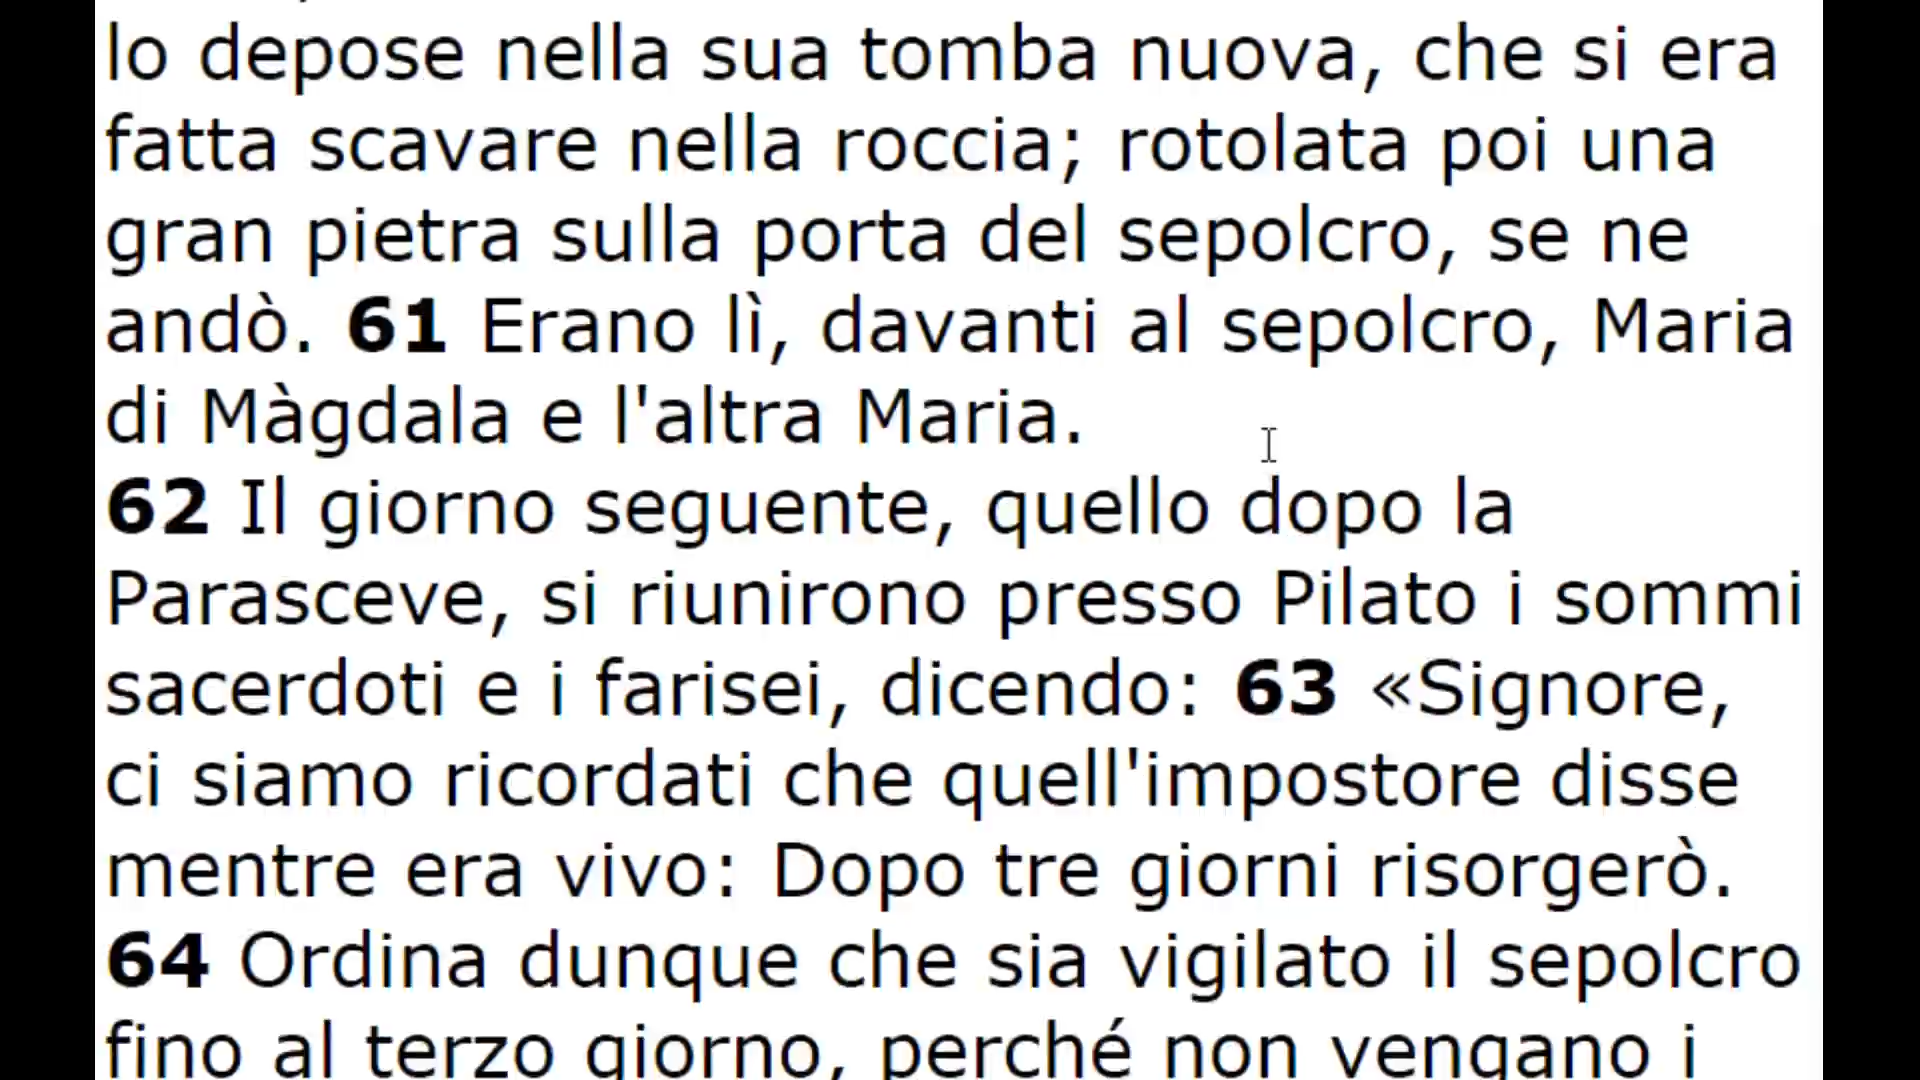 lo depose nella sua tomba nuova, che si era
fatta scavare nella roccia; rotolata poi una
gran pietra sulla porta del sepolcro, se ne
andò. 61 Erano lì, davanti al sepolcro, Maria
di Màgdala e l'altra Maria.
62 Il giorno seguente, quello dopo la
Parasceve, si riunirono presso Pilato i sommi
sacerdoti e i farisei, dicendo: 63 «Signore,
ci siamo ricordati che quell'impostore disse
mentre era vivo: Dopo tre giorni risorgerò.
64 Ordina dunque che sia vigilato il sepolcro
fino al terzo giorno, perché non vengano i